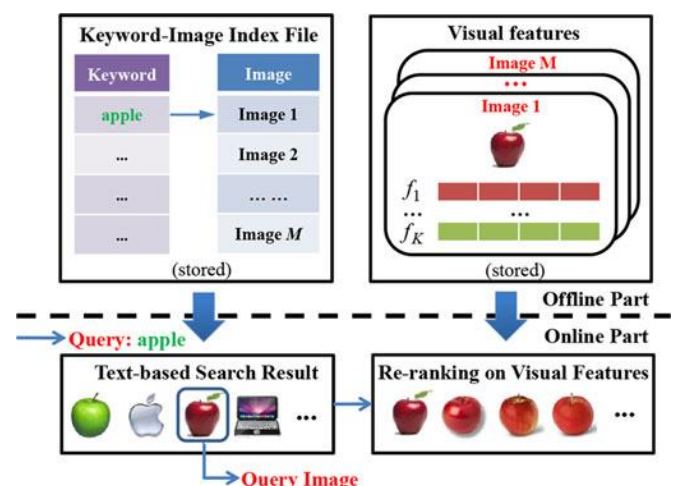 Keyword-Image Index File
Keyword
Image
apple
Image 1
...
Image 2
...
... ...
...
Image M
(stored)
Visual features
Image M
...
Image 1
f1
...
...
fK
(stored)
Offline Part
Online Part
Query: apple
Text-based Search Result
...
Query Image
Re-ranking on Visual Features
...